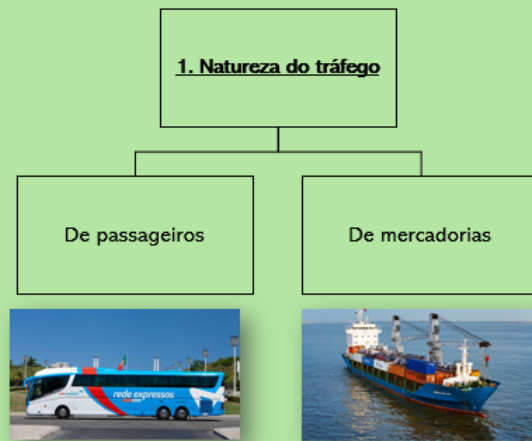 1. Natureza do tráfego
De passageiros
De mercadorias
rede expressos